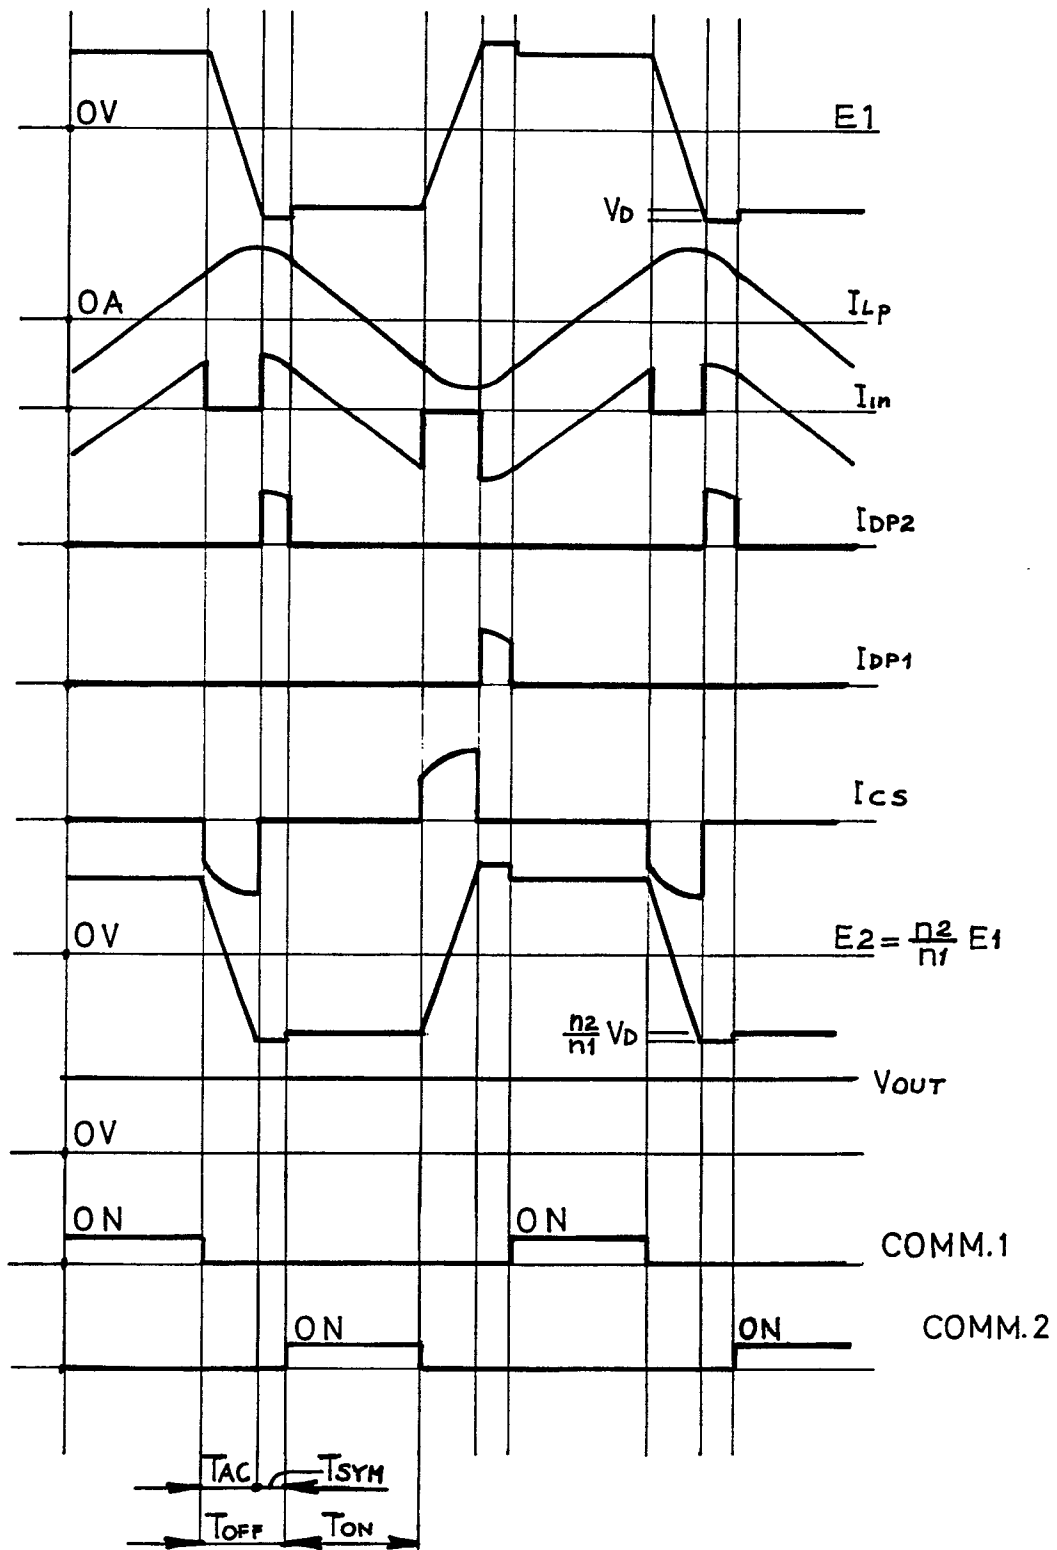 OV
E1
VD
OA
ILP
Iin
IDP2
IDP1
ICS
OV
E2 = n2/n1 E1
n2/n1 VD
VOUT
OV
ON
ON
COMM.1
ON
ON
COMM.2
TAC
TSYM
TOFF
TON